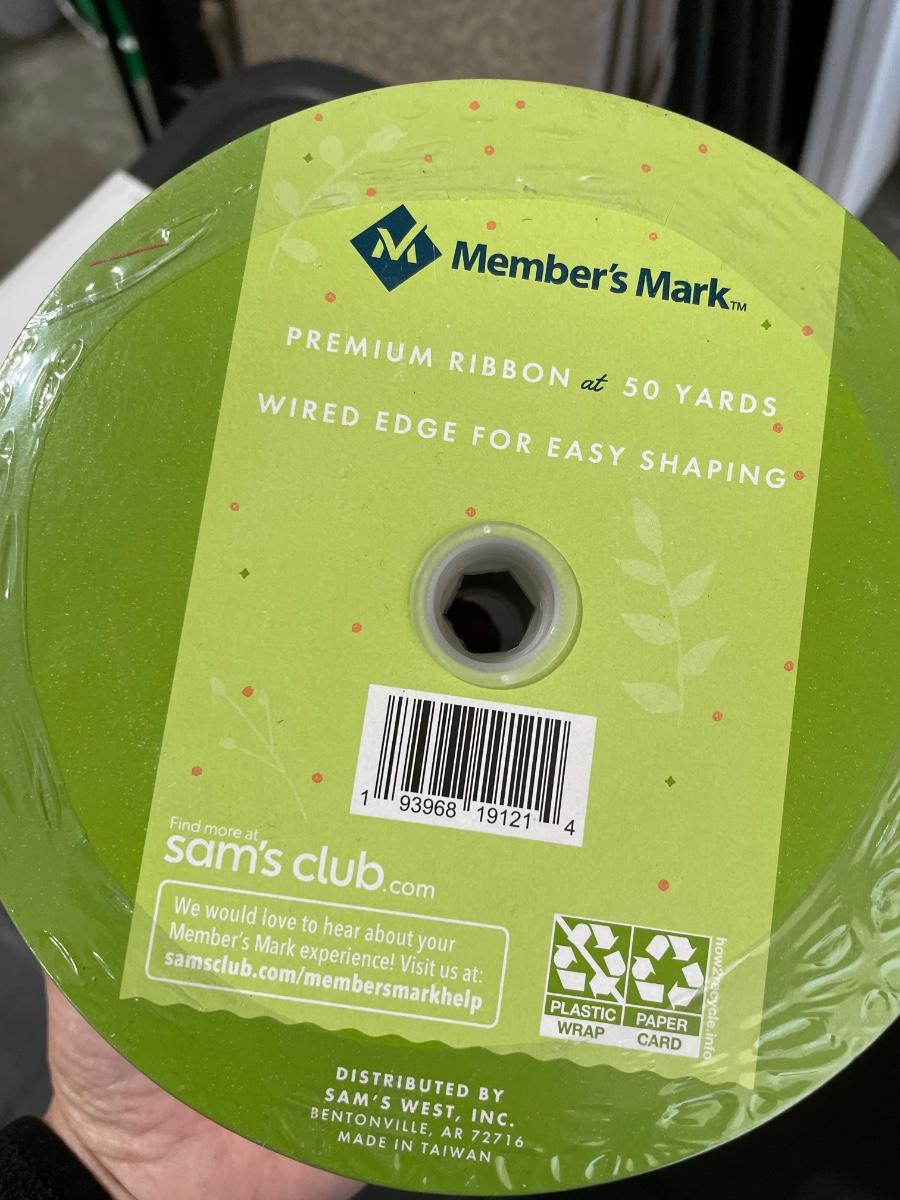 Member's Mark™
PREMIUM RIBBON at 50 YARDS
WIRED EDGE FOR EASY SHAPING
1 93968 19121 4
Find more at
sam's club.com
We would love to hear about your
Member's Mark experience! Visit us at:
samsclub.com/membersmarkhelp
PLASTIC WRAP
PAPER CARD
how2recycle.info
DISTRIBUTED BY
SAM'S WEST, INC.
BENTONVILLE, AR 72716
MADE IN TAIWAN